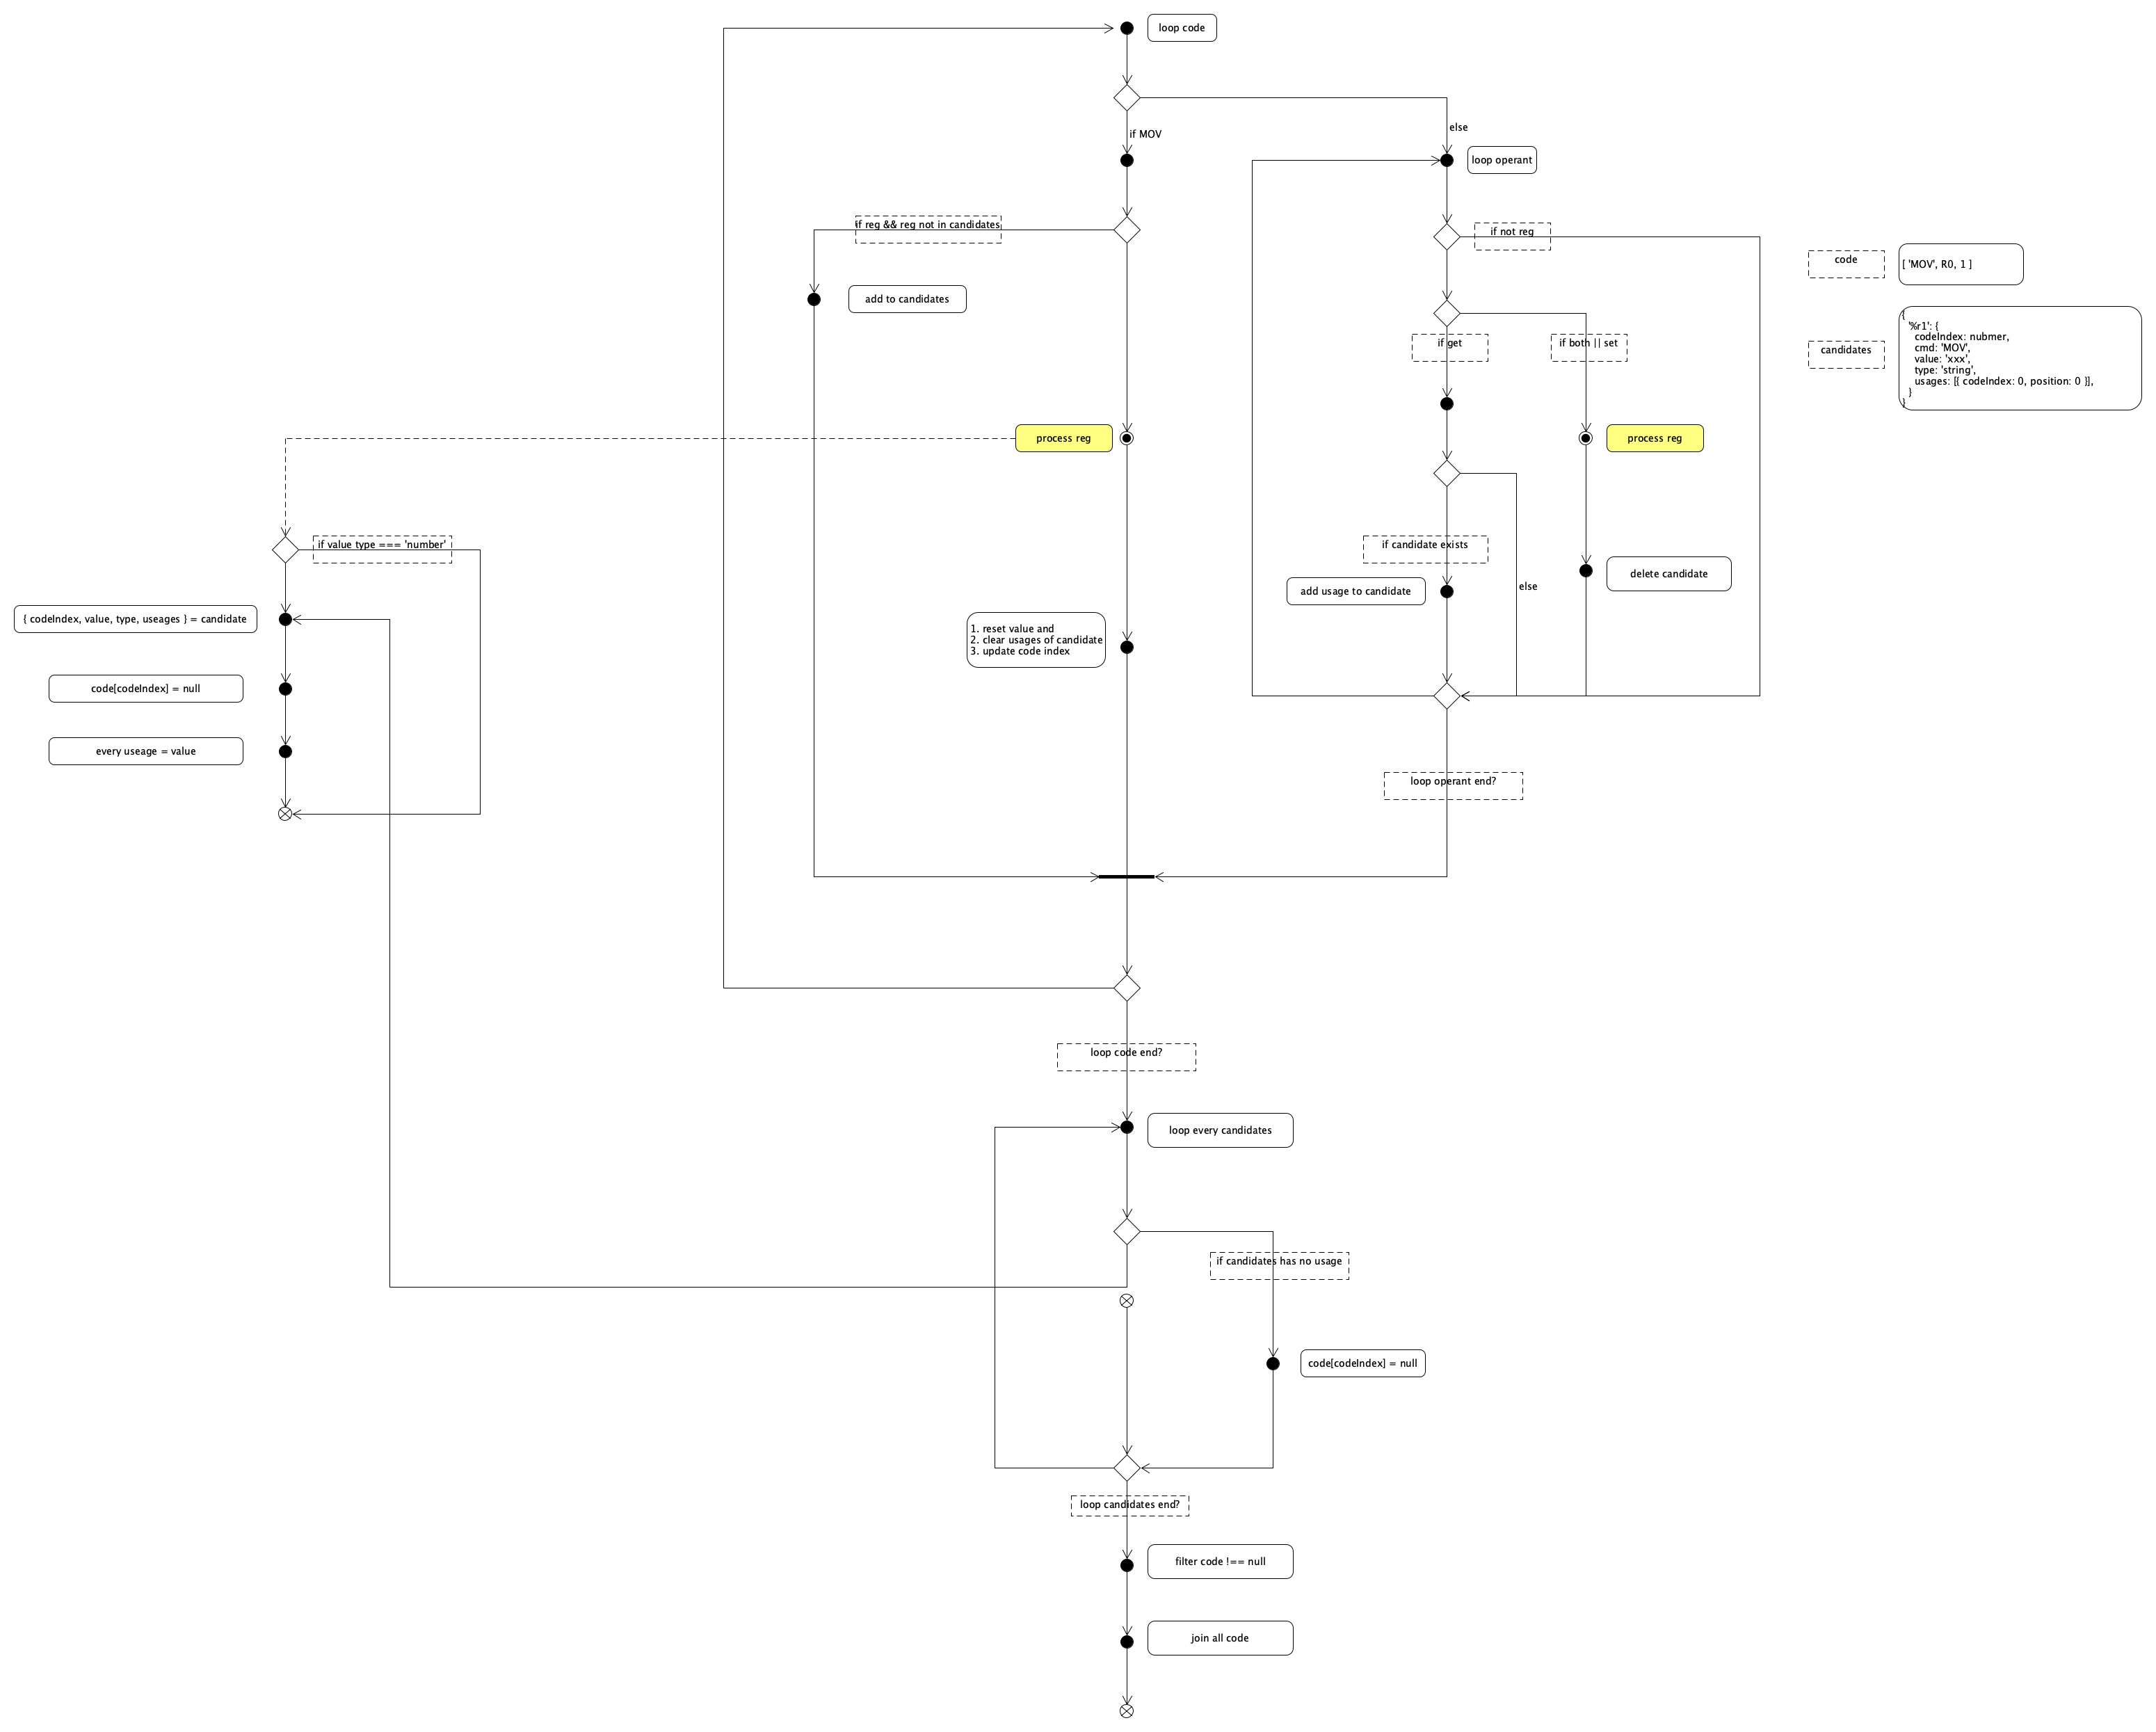 loop code
if MOV
else
loop operant
if reg && reg not in candidates
if not reg
code
[ 'MOV', R0, 1 ]
add to candidates
{
'%r1': {
codeIndex: nubmer,
cmd: 'MOV',
value: 'xxx',
type: 'string',
usages: [{ codeIndex: 0, position: 0 }],
}
}
candidates
if get
if both || set
process reg
process reg
if value type === 'number'
if candidate exists
else
delete candidate
add usage to candidate
{ codeIndex, value, type, useages } = candidate
1. reset value and
2. clear usages of candidate
3. update code index
code[codeIndex] = null
every useage = value
loop operant end?
loop code end?
loop every candidates
if candidates has no usage
code[codeIndex] = null
loop candidates end?
filter code !== null
join all code